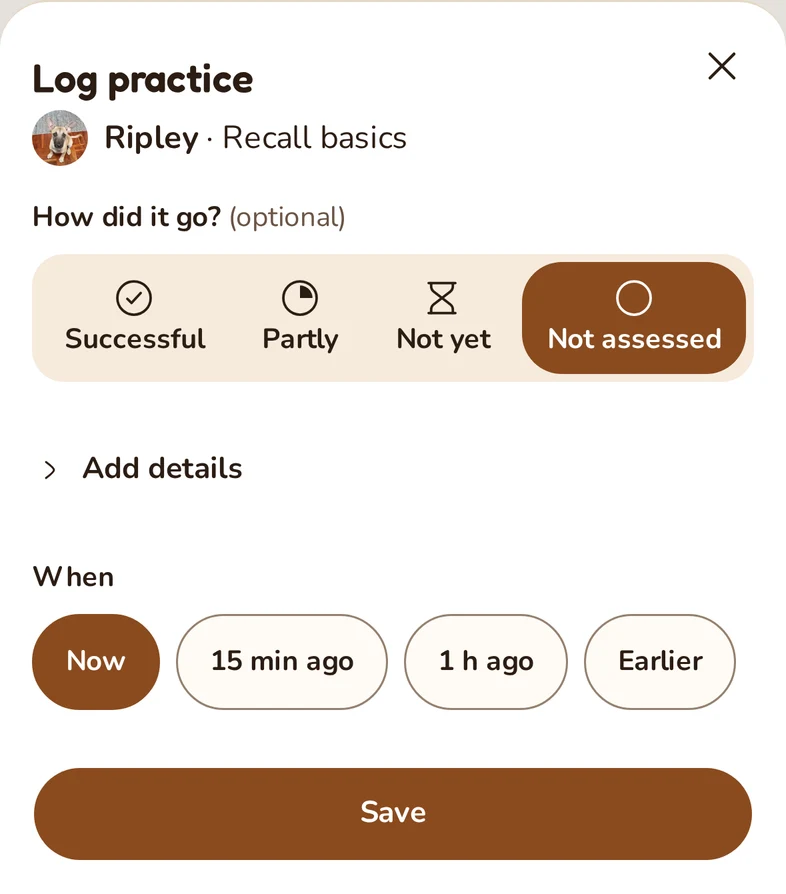 Log practice
Ripley · Recall basics
How did it go? (optional)
Successful Partly Not yet Not assessed
Add details
When
Now 15 min ago 1 h ago Earlier
Save